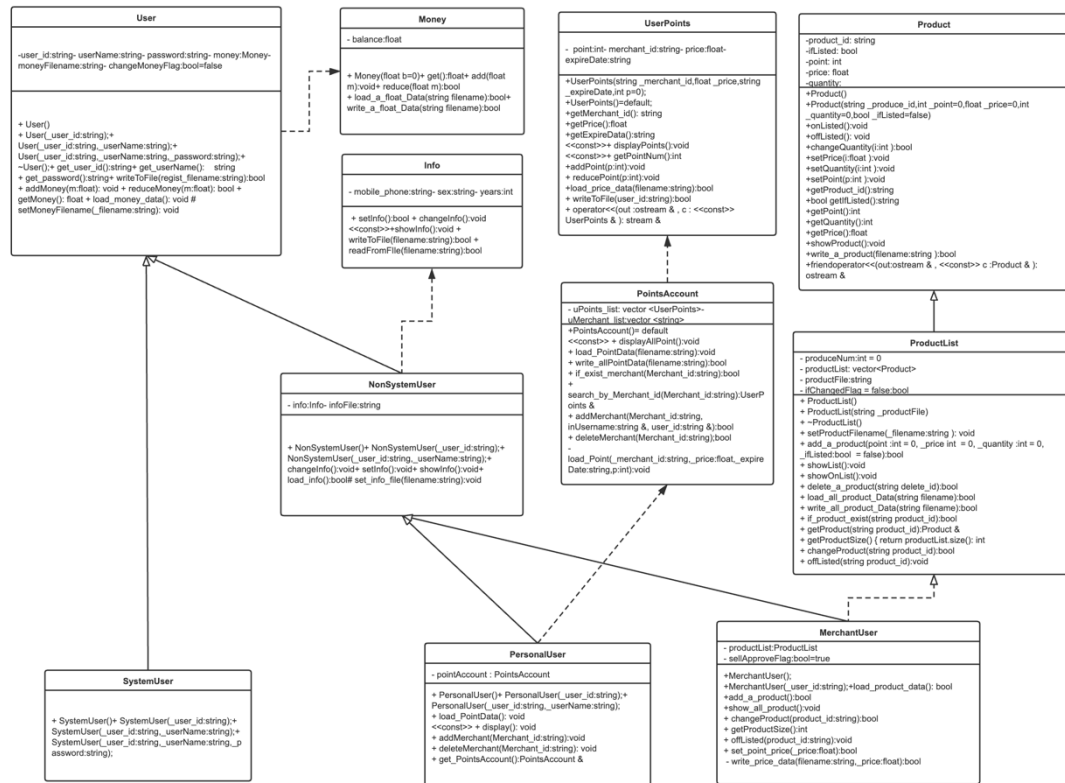 User
-user_id:string- userName:string- password:string- money:Money-
moneyFilename:string- changeMoneyFlag:bool=false
+ User()
+ User(_user_id:string);+
User(_user_id:string,_userName:string);+
User(_user_id:string,_userName:string,_password:string);+
~User();+ get_user_id():string+ get_userName(): string
+ get_password():string+ writeToFile(regist_filename:string):bool
+ addMoney(m:float): void + reduceMoney(m:float): bool +
getMoney(): float + load_money_data(): void #
setMoneyFilename(_filename:string): void
Money
- balance:float
+ Money(float b=0)+ get():float+ add(float
m):void+ reduce(float m):bool
+ load_a_float_Data(string filename):bool+
write_a_float_Data(string filename):bool
Info
- mobile_phone:string- sex:string- years:int
+ setInfo():bool + changeInfo():void
<<const>>+showInfo():void +
writeToFile(filename:string):bool +
readFromFIle(filename:string):bool
UserPoints
- point:int- merchant_id:string- price:float-
expireDate:string
+UserPoints(string _merchant_id,float _price,string
_expireDate,int p=0);
+UserPoints()=default;
+getMerchant_id(): string
+getPrice():float
+getExpireData():string
<<const>>+ displayPoints():void
<<const>>+ getPointNum():int
+addPoint(p:int):void
+ reducePoint(p:int):void
+load_price_data(filename:string):bool
+ writeToFile(user_id:string):bool
+ operator<<(out :ostream & , c : <<const>>
UserPoints & ): stream &
Product
-product_id: string
-ifListed: bool
-point: int
-price: float
-quantity:
+Product()
+Product(string _produce_id,int _point=0,float _price=0,int
_quantity=0,bool _ifListed=false)
+onListed():void
+offListed(): void
+changeQuantity(i:int ):bool
+setPrice(i:float ):void
+setQuantity(i:int ):void
+setPoint(p:int ):void
+getProduct_id():string
+bool getIfListed():string
+getPoint():int
+getQuantity():int
+getPrice():float
+showProduct():void
+write_a_product(filename:string ):bool
+friendoperator<<(out:ostream & , <<const>> c :Product & ):
ostream &
PointsAccount
- uPoints_list: vector <UserPoints>-
uMerchant_list:vector <string>
+PointsAccount()= default
<<const>> + displayAllPoint():void
+ load_PointData(filename:string):void
+ write_allPointData(filename:string):void
+ if_exist_merchant(Merchant_id:string):bool
+
search_by_Merchant_id(Merchant_id:string):UserP
oints &
+ addMerchant(Merchant_id:string,
inUsername:string &, user_id:string &):bool
+ deleteMerchant(Merchant_id:string);bool
-
load_Point(_merchant_id:string,_price:float,_expire
Date:string,p:int):void
ProductList
- produceNum:int = 0
- productList: vector<Product>
- productFile:string
- ifChangedFlag = false:bool
+ ProductList()
+ ProductList(string _productFile)
+ ~ProductList()
+ setProductFilename(_filename:string ): void
+ add_a_product(point :int = 0, _price int = 0, _quantity :int = 0,
_ifListed:bool = false):bool
+ showList():void
+ showOnList():void
+ delete_a_product(string delete_id):bool
+ load_all_product_Data(string filename):bool
+ write_all_product_Data(string filename):bool
+ if_product_exist(string product_id):bool
+ getProduct(string product_id):Product &
+ getProductSize() { return productList.size(): int
+ changeProduct(string product_id):bool
+ offListed(string product_id):void
NonSystemUser
- info:Info- infoFile:string
+ NonSystemUser()+ NonSystemUser(_user_id:string);+
NonSystemUser(_user_id:string,_userName:string);+
changeInfo():void+ setInfo():void+ showInfo():void+
load_info():bool# set_info_file(filename:string):void
SystemUser
+ SystemUser()+ SystemUser(_user_id:string);+
SystemUser(_user_id:string,_userName:string);+
SystemUser(_user_id:string,_userName:string,_p
assword:string);
PersonalUser
- pointAccount : PointsAccount
+ PersonalUser()+ PersonalUser(_user_id:string);+
PersonalUser(_user_id:string,_userName:string);
+ load_PointData(): void
<<const>> + display(): void
+ addMerchant(Merchant_id:string):void
+ deleteMerchant(Merchant_id:string): void
+ get_PointsAccount():PointsAccount &
MerchantUser
- productList:ProductList
- sellApproveFlag:bool=true
+MerchantUser();
+MerchantUser(_user_id:string);+load_product_data(): bool
+add_a_product():bool
+show_all_product():void
+ changeProduct(product_id:string):bool
+ getProductSize():int
+ offListed(product_id:string):void
+ set_point_price(_price:float):bool
- write_price_data(filename:string,_price:float):bool